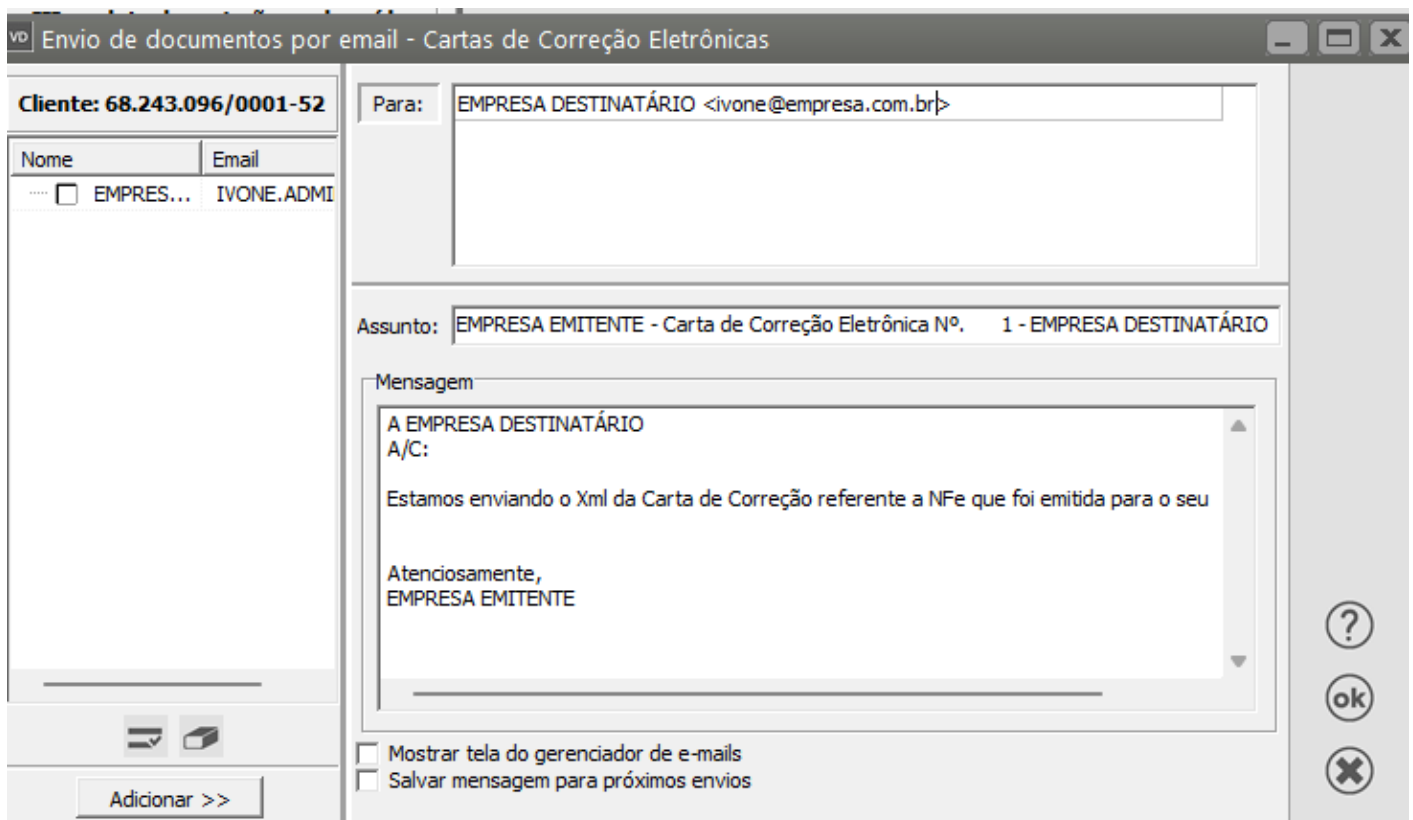 VD Envio de documentos por email - Cartas de Correção Eletrônicas
Cliente: 68.243.096/0001-52
Nome Email
EMPRES... IVONE.ADMI
Adicionar >>
Para: EMPRESA DESTINATÁRIO <ivone@empresa.com.br>
Assunto: EMPRESA EMITENTE - Carta de Correção Eletrônica Nº. 1 - EMPRESA DESTINATÁRIO
Mensagem
A EMPRESA DESTINATÁRIO
A/C:
Estamos enviando o Xml da Carta de Correção referente a NFe que foi emitida para o seu
Atenciosamente,
EMPRESA EMITENTE
Mostrar tela do gerenciador de e-mails
Salvar mensagem para próximos envios
?
ok